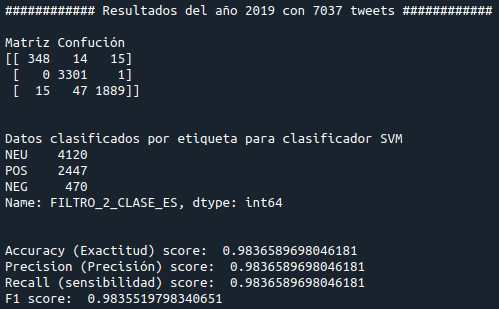 ############ Resultados del año 2019 con 7037 tweets ############
Matriz Confución
[[ 348   14   15]
 [   0 3301    1]
 [  15   47 1889]]
Datos clasificados por etiqueta para clasificador SVM
NEU    4120
POS    2447
NEG     470
Name: FILTRO_2_CLASE_ES, dtype: int64
Accuracy (Exactitud) score:  0.9836589698046181
Precision (Precisión) score:  0.9836589698046181
Recall (sensibilidad) score:  0.9836589698046181
F1 score:  0.9835519798340651